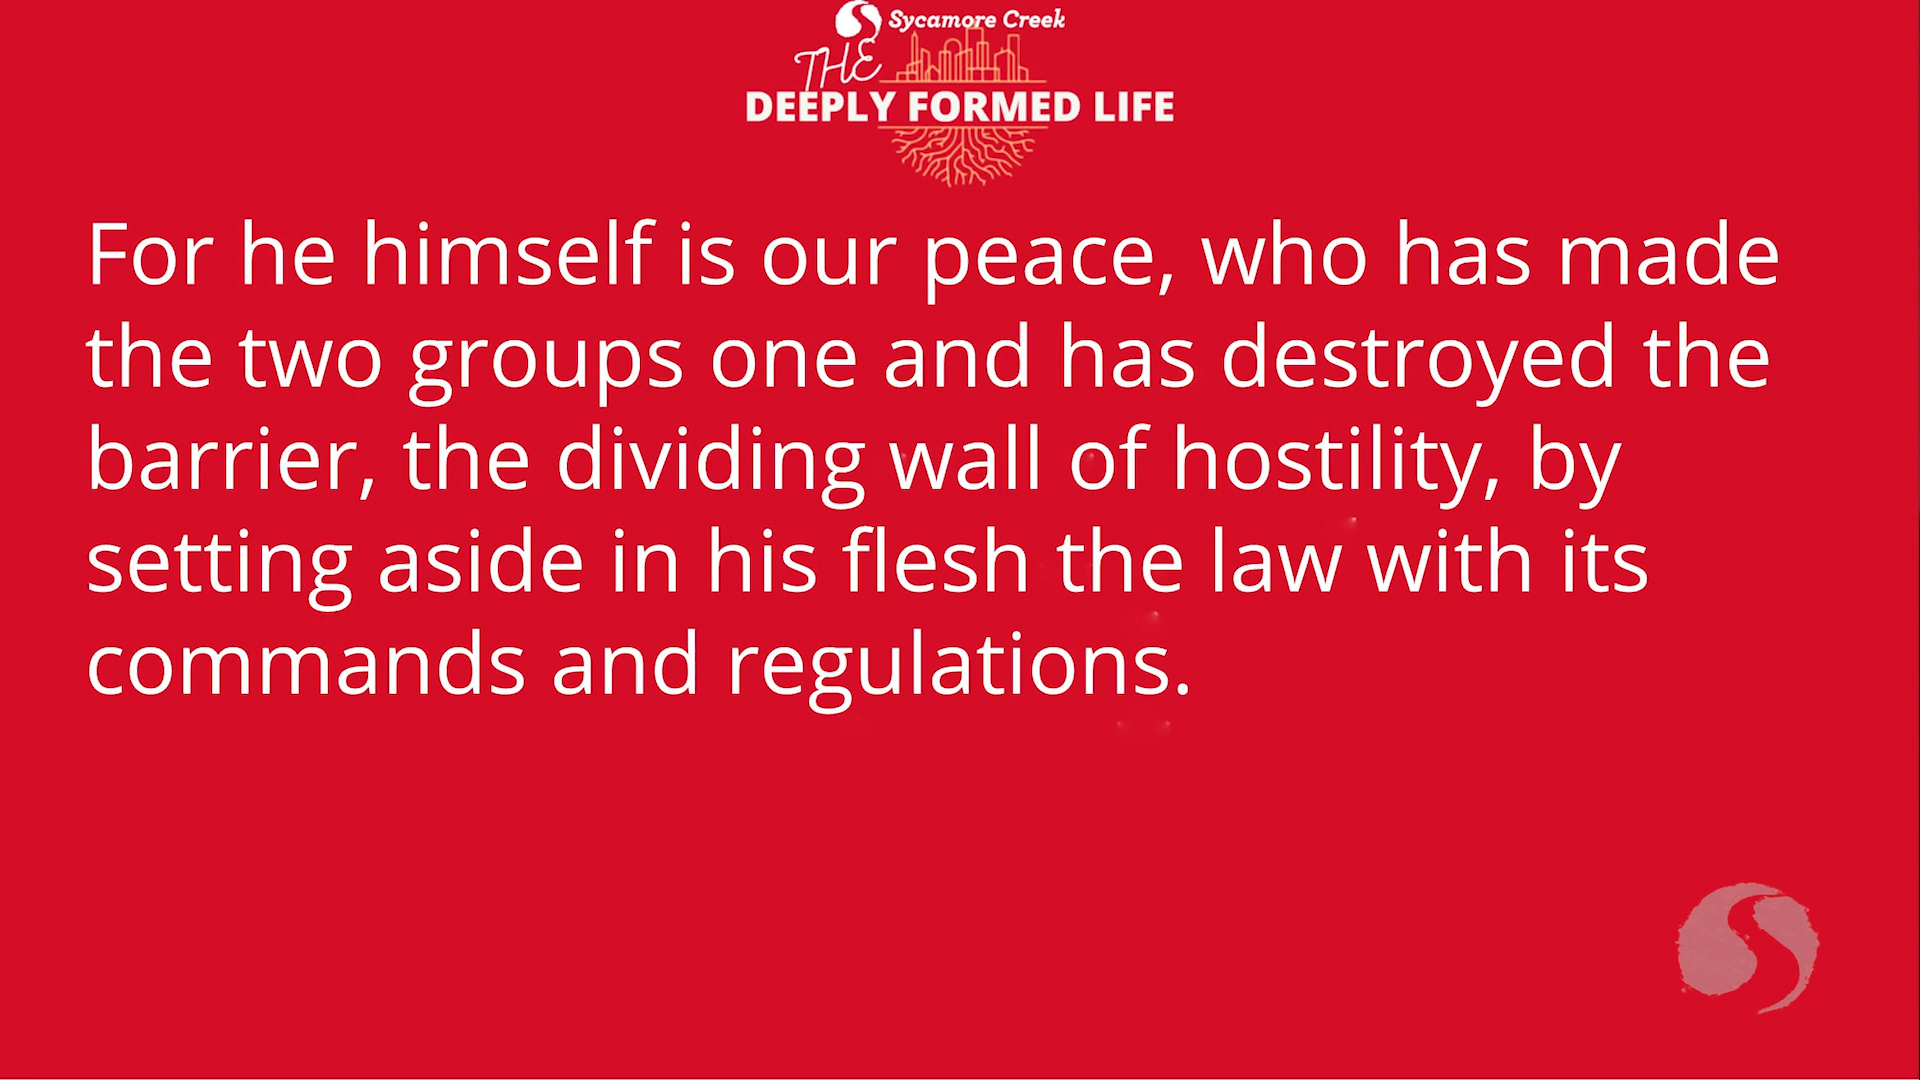 Sycamore Creek
THE
DEEPLY FORMED LIFE
For he himself is our peace, who has made
the two groups one and has destroyed the
barrier, the dividing wall of hostility, by
setting aside in his flesh the law with its
commands and regulations.